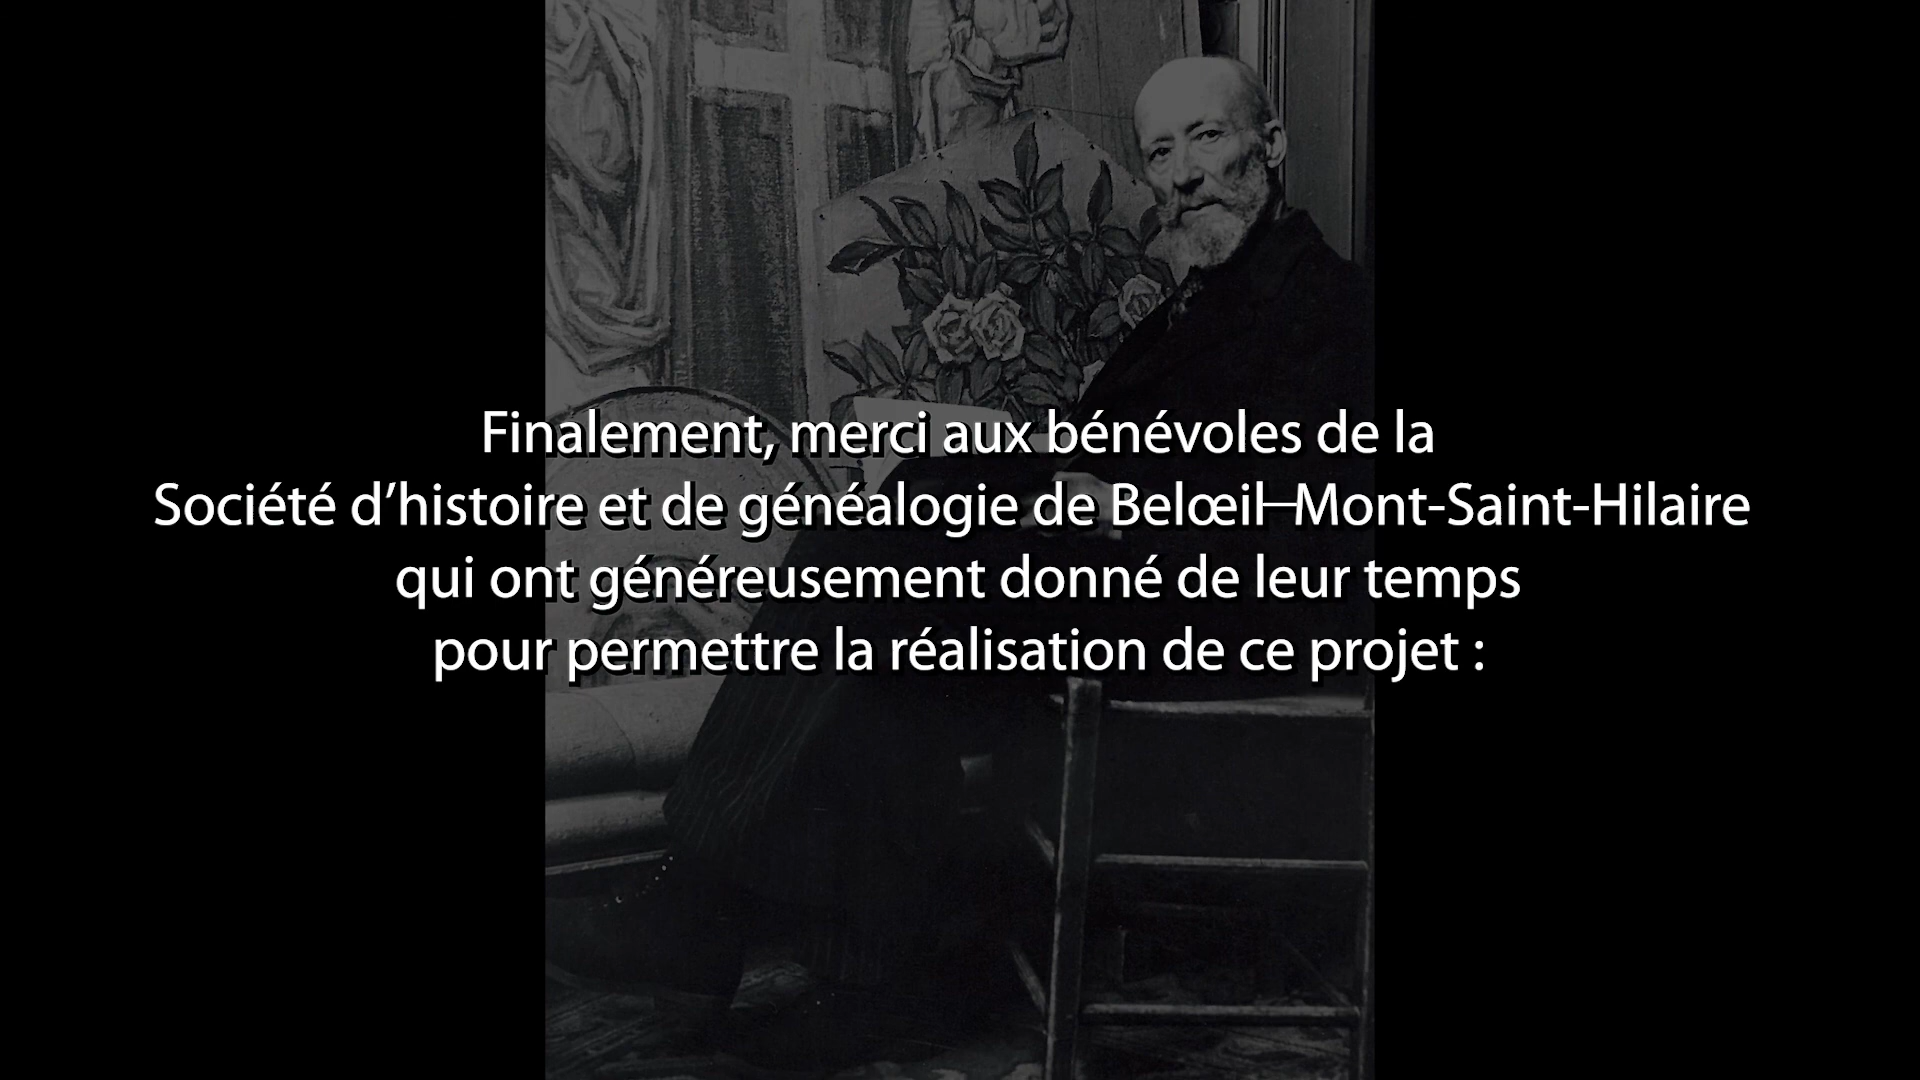 Finalement, merci aux bénévoles de la
Société d’histoire et de généalogie de Belœil—Mont-Saint-Hilaire
qui ont généreusement donné de leur temps
pour permettre la réalisation de ce projet :